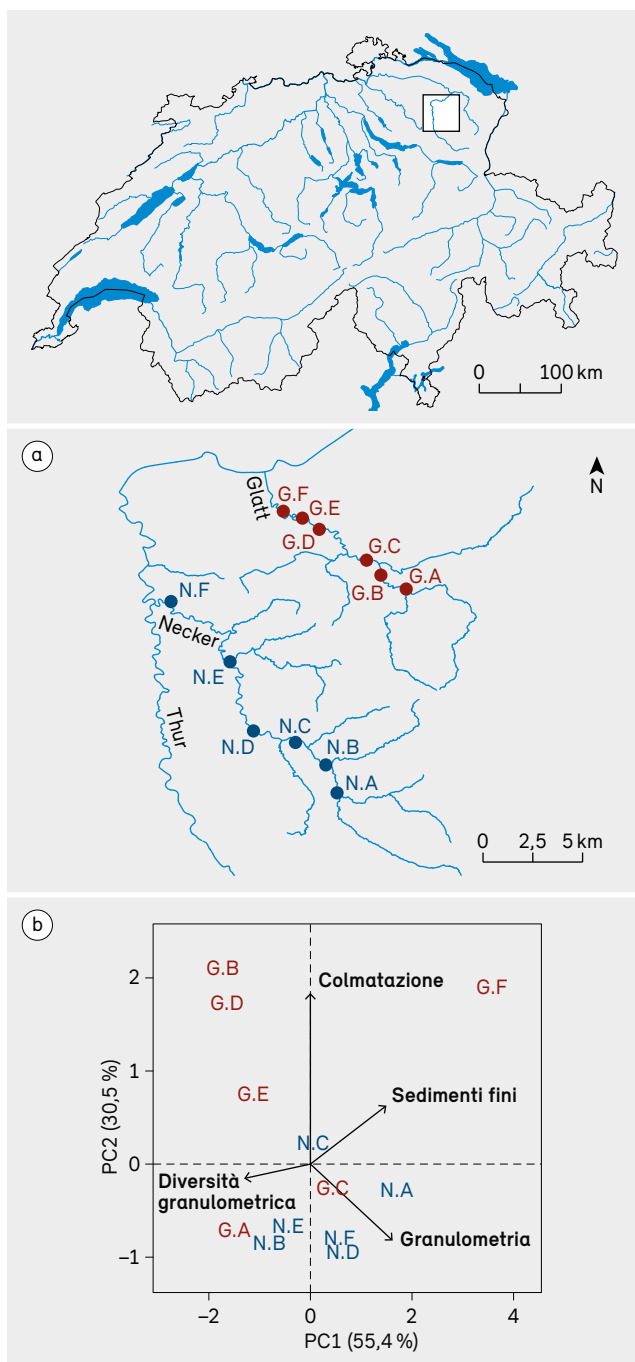 0 100 km
a
N
Glatt
G.F
G.E
G.D
G.C
G.B
G.A
N.F
Necker
N.E
Thur
N.D
N.C
N.B
N.A
0 2,5 5 km
b
PC2 (30,5 %)
2
1
0
−1
G.B
G.D
G.F
Colmatazione
G.E
Sedimenti fini
N.C
Diversità
granulometrica
G.C
N.A
G.A
N.E
N.B
N.F
N.D
Granulometria
−2 0 2 4
PC1 (55,4 %)